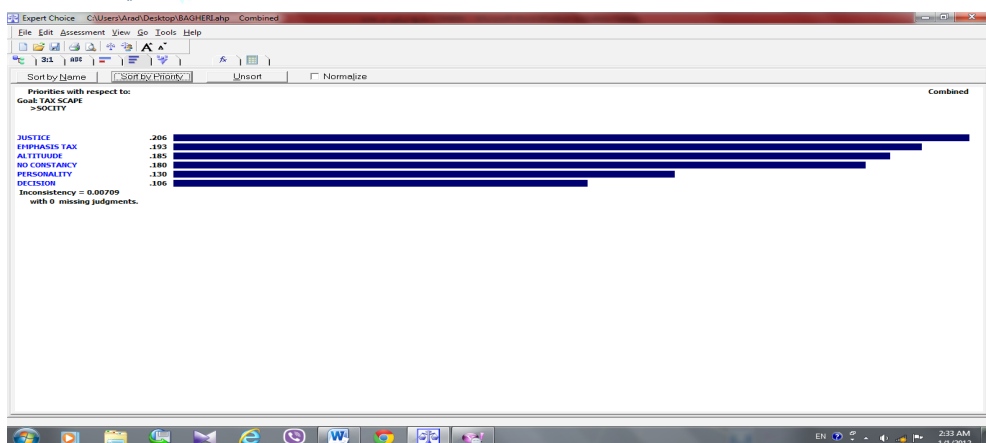 Expert Choice C:\Users\Arad\Desktop\BAGHERI.ahp Combined
File Edit Assessment View Go Tools Help
A A
3:1 ABC
Sort by Name Sort by Priority Unsort Normalize
Priorities with respect to: Combined
Goal: TAX SCAPE
>SOCITY
JUSTICE .206
EMPHASIS TAX .193
ALTITUUDE .185
NO CONSTANCY .180
PERSONALITY .130
DECISION .106
Inconsistency = 0.00709
with 0 missing judgments.
EN 2:33 AM
1/1/2012